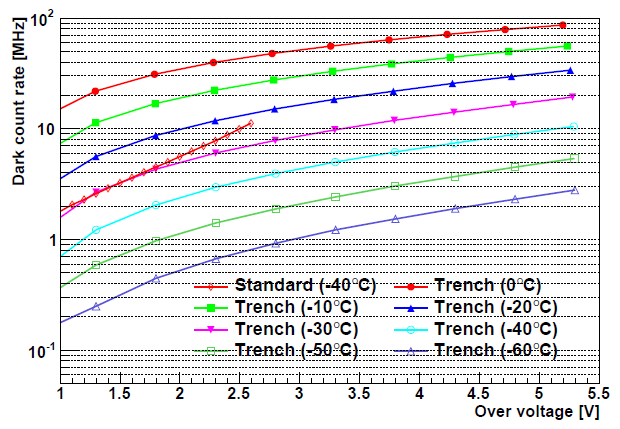 10²
Dark count rate [MHz]
10
1
10⁻¹
Standard (-40°C) Trench (0°C)
Trench (-10°C) Trench (-20°C)
Trench (-30°C) Trench (-40°C)
Trench (-50°C) Trench (-60°C)
1 1.5 2 2.5 3 3.5 4 4.5 5 5.5
Over voltage [V]